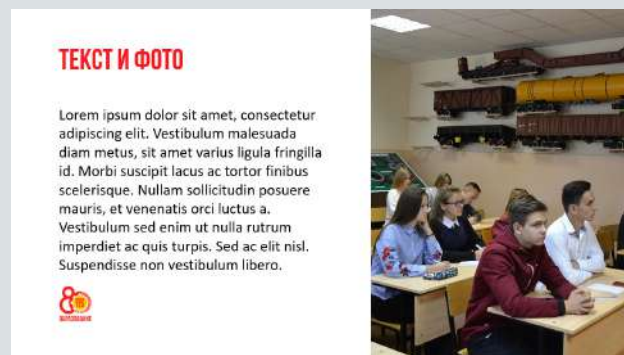 ТЕКСТ И ФОТО
Lorem ipsum dolor sit amet, consectetur
adipiscing elit. Vestibulum malesuada
diam metus, sit amet varius ligula fringilla
id. Morbi suscipit lacus ac tortor finibus
scelerisque. Nullam sollicitudin posuere
mauris, et venenatis orci luctus a.
Vestibulum sed enim ut nulla rutrum
imperdiet ac quis turpis. Sed ac elit nisl.
Suspendisse non vestibulum libero.
80